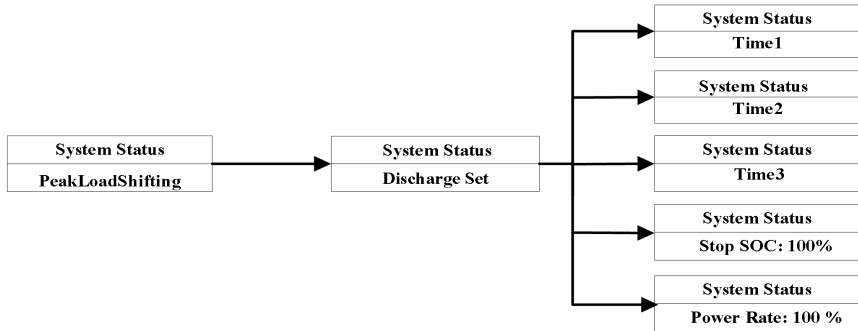 System Status
PeakLoadShifting
System Status
Discharge Set
System Status
Time1
System Status
Time2
System Status
Time3
System Status
Stop SOC: 100%
System Status
Power Rate: 100 %